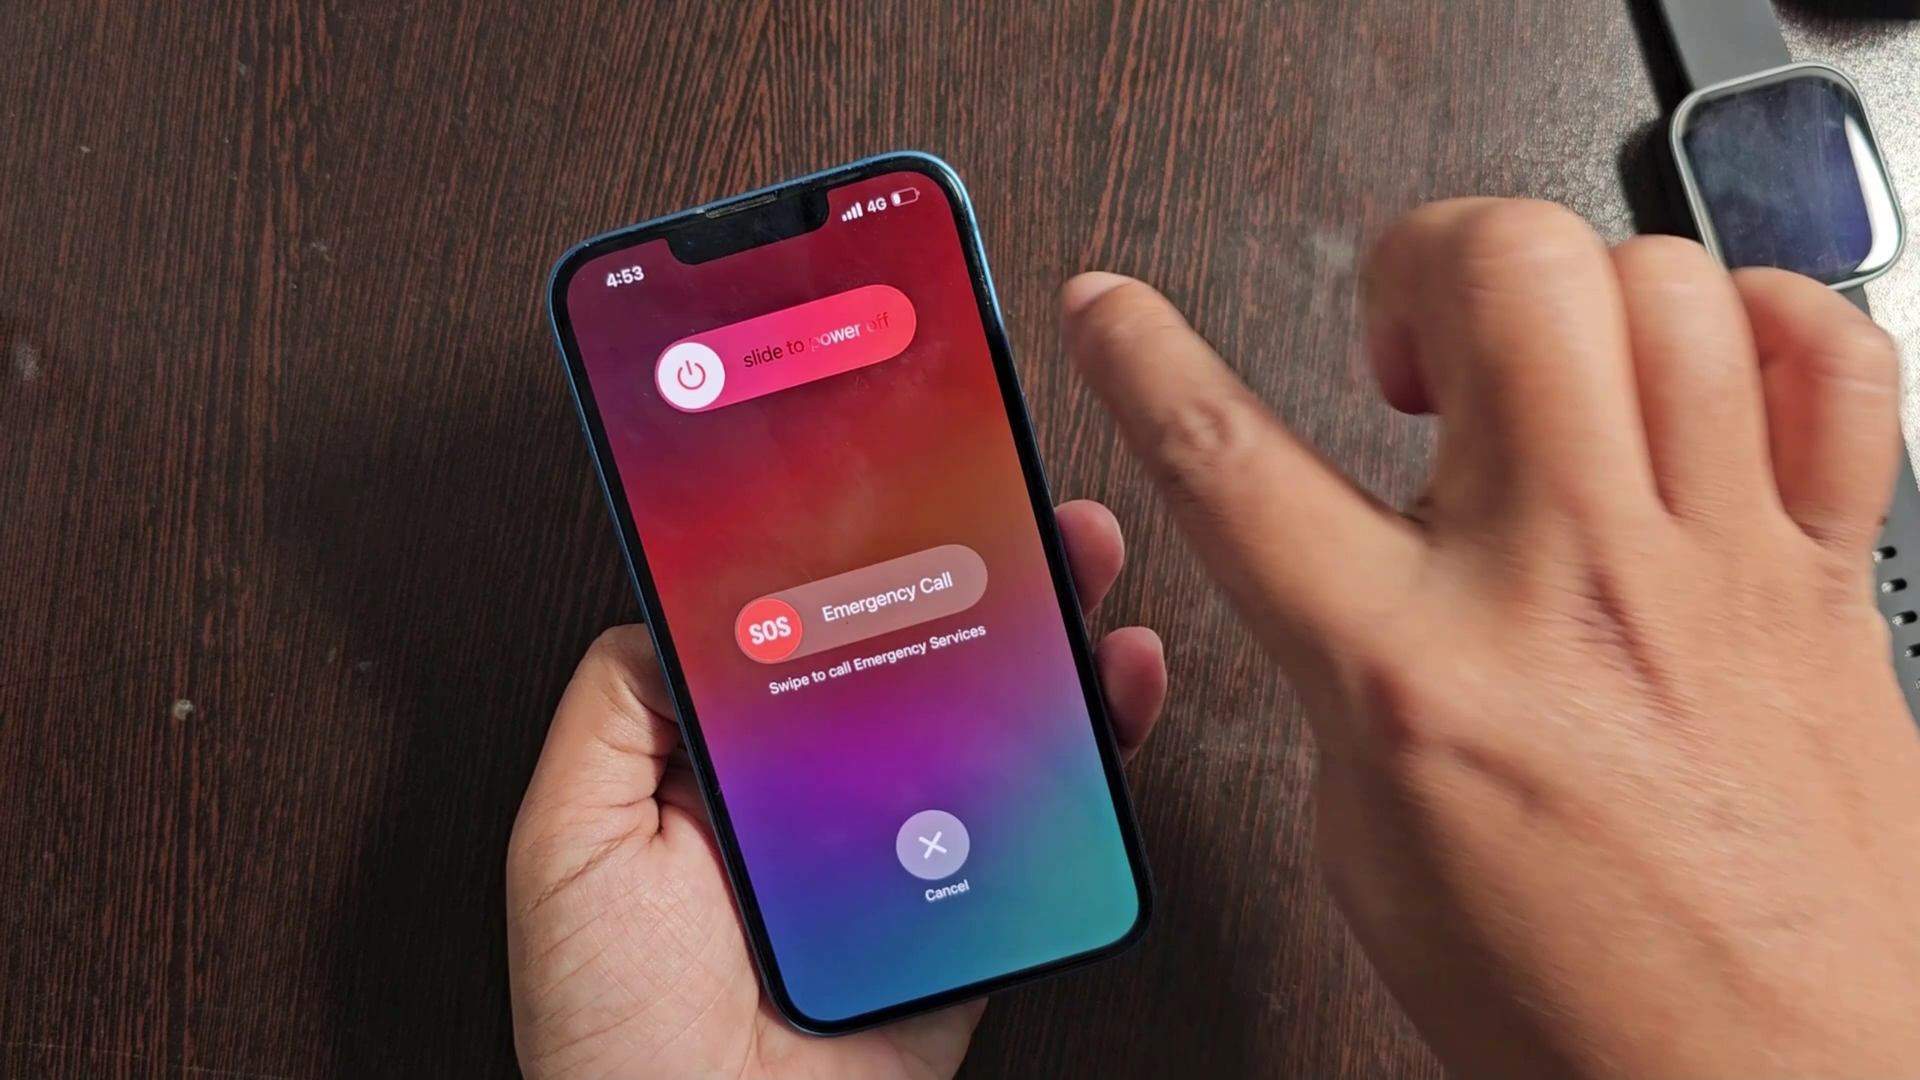 4G
4:53
slide to power off
SOS
Emergency Call
Swipe to call Emergency Services
Cancel